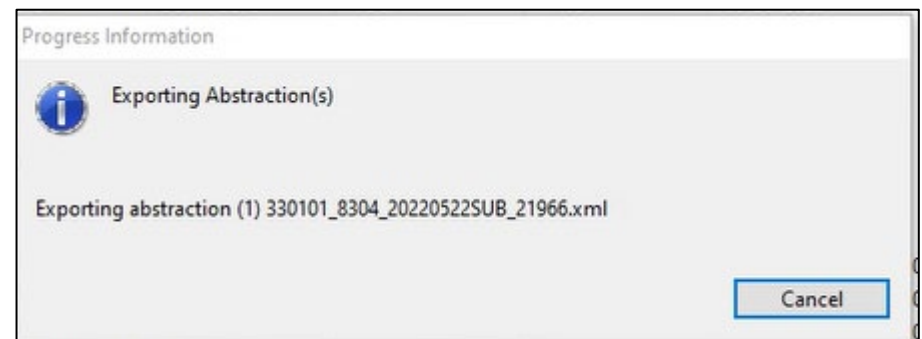 Progress Information
Exporting Abstraction(s)
Exporting abstraction (1) 330101_8304_20220522SUB_21966.xml
Cancel